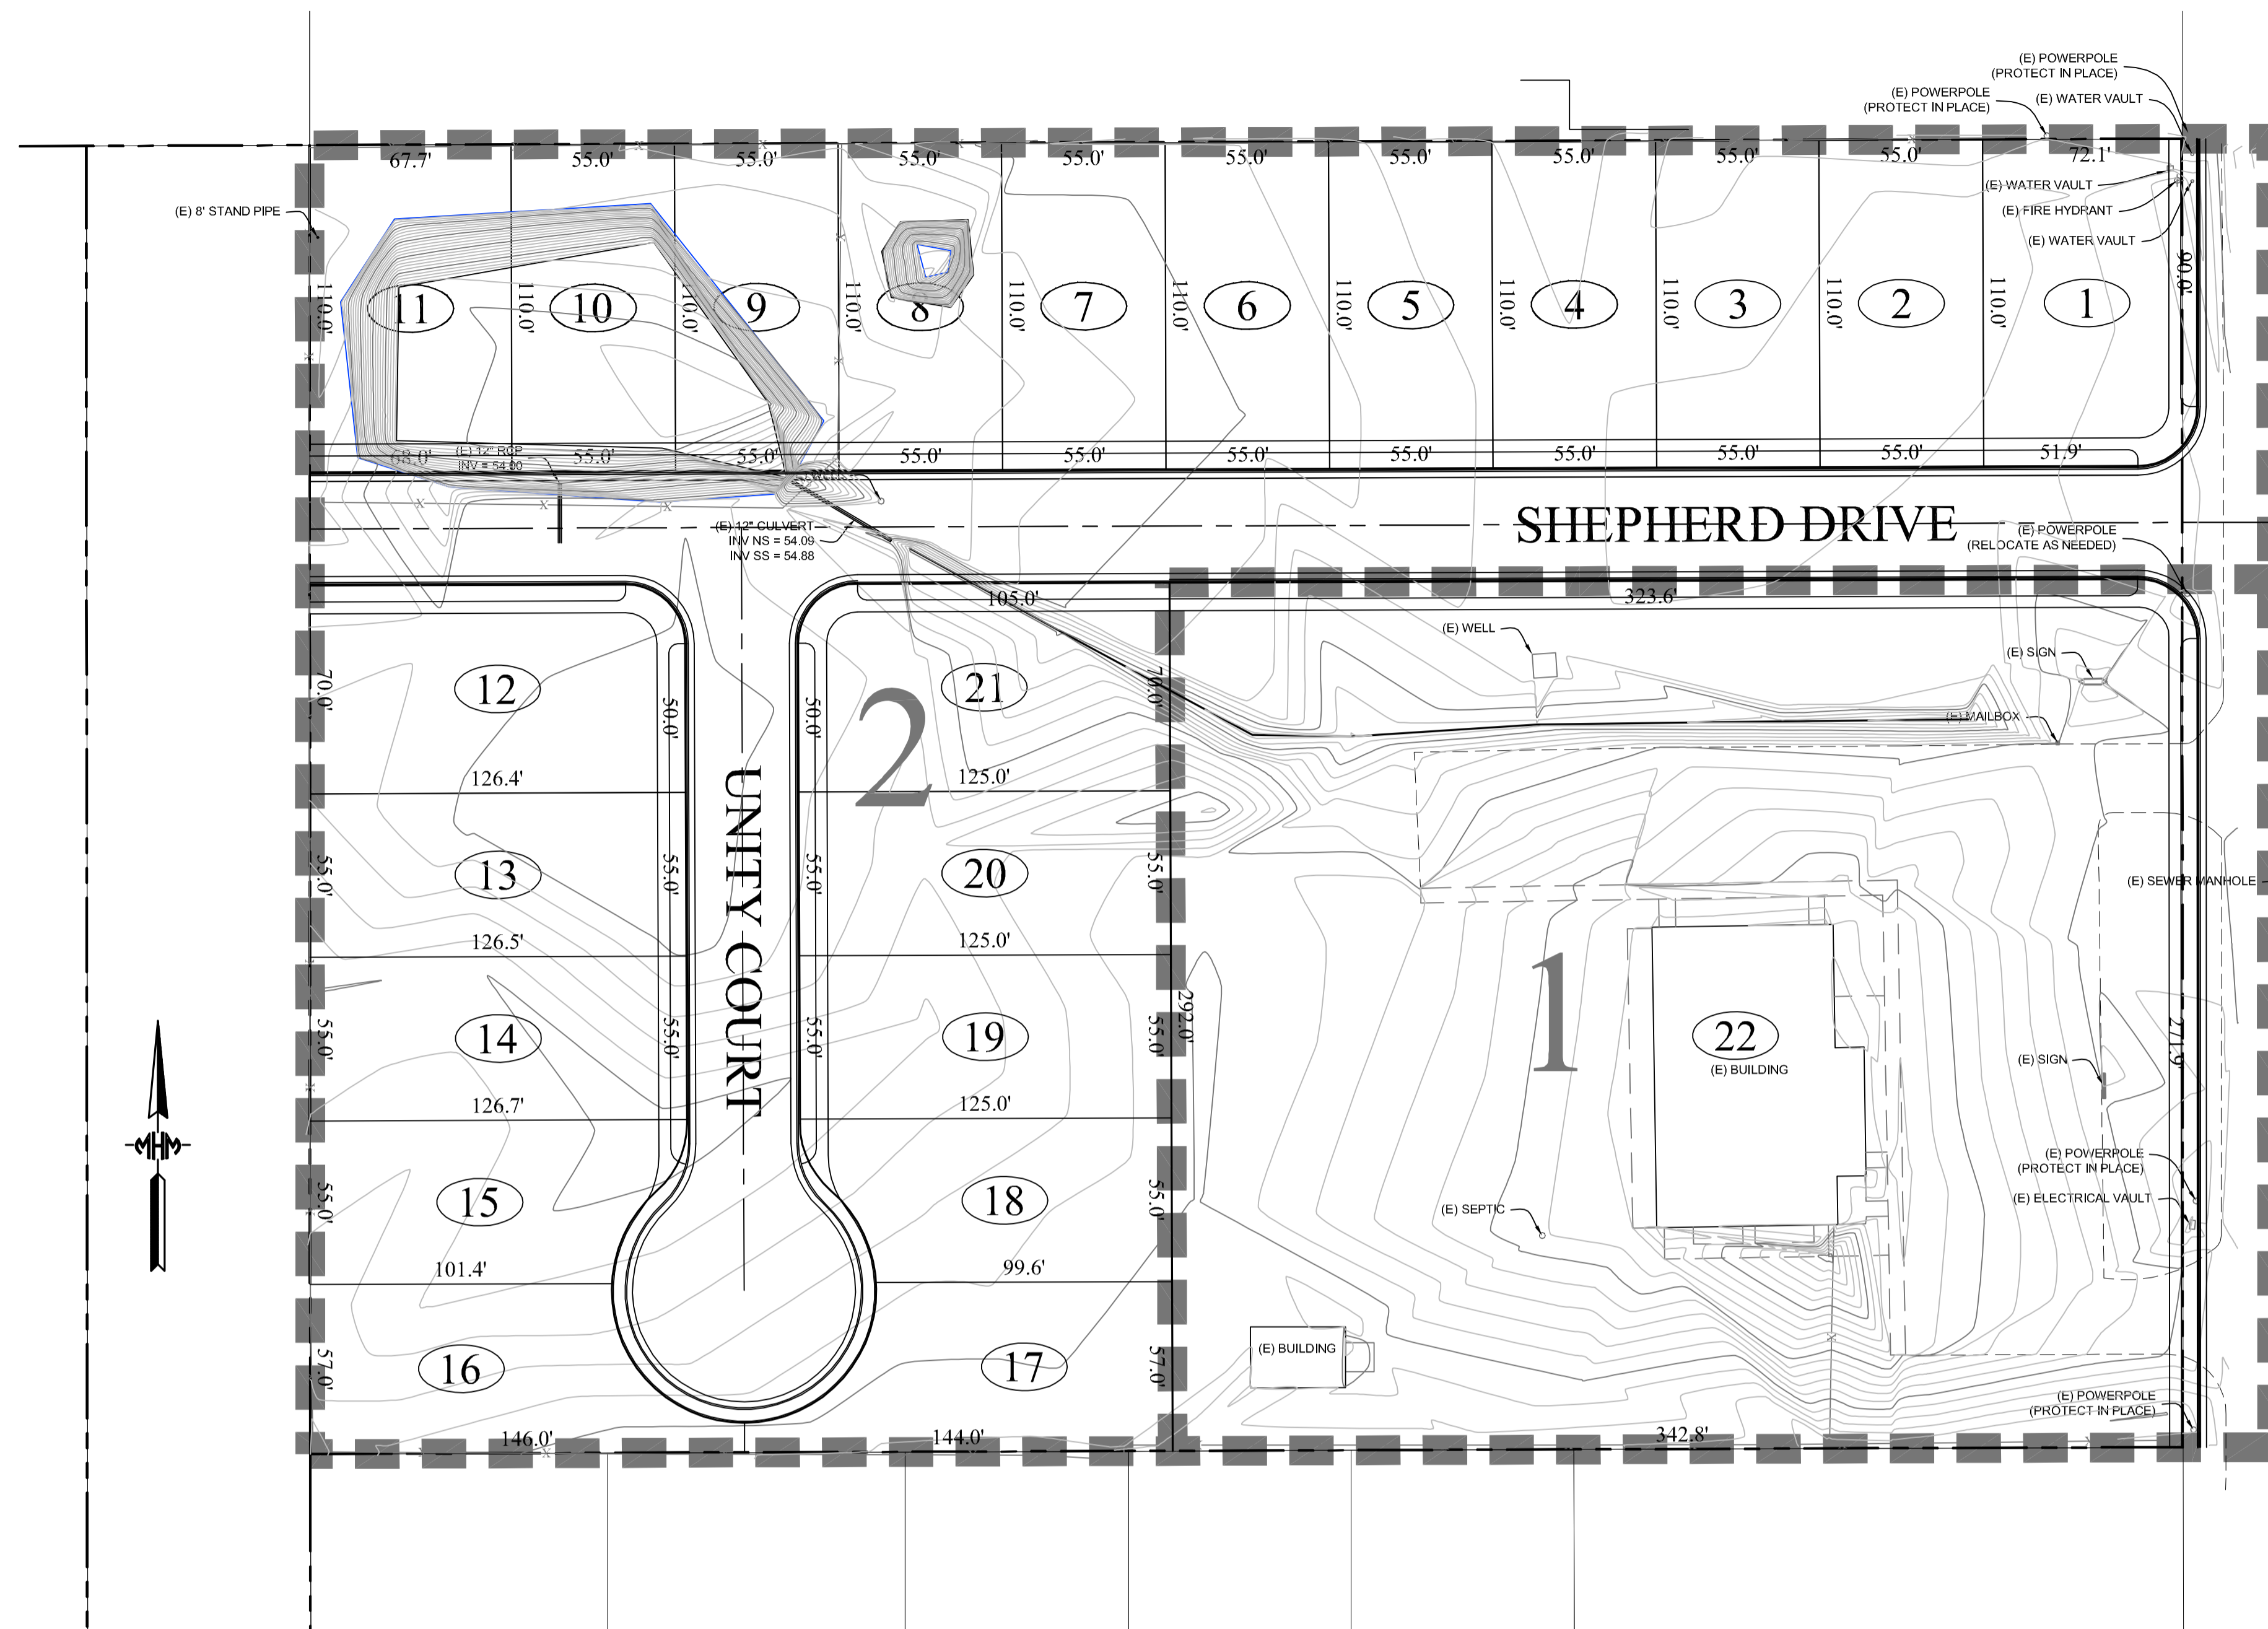 (E) POWERPOLE
(PROTECT IN PLACE)
(E) POWERPOLE
(PROTECT IN PLACE)
(E) WATER VAULT
67.7'
55.0'
55.0'
55.0'
55.0'
55.0'
55.0'
55.0'
55.0'
55.0'
72.1'
(E) 8' STAND PIPE
(E) WATER VAULT
(E) FIRE HYDRANT
(E) WATER VAULT
110.0'
11
110.0'
10
110.0'
9
110.0'
8
110.0'
7
110.0'
6
110.0'
5
110.0'
4
110.0'
3
110.0'
2
110.0'
1
90.0'
68.0'
(E) 12" RCP
INV = 54.00
55.0'
55.0'
55.0'
55.0'
55.0'
55.0'
55.0'
55.0'
55.0'
51.9'
(E) 12" CULVERT
INV NS = 54.09
INV SS = 54.88
SHEPHERD DRIVE
(E) POWERPOLE
(RELOCATE AS NEEDED)
105.0'
323.6'
(E) WELL
(E) SIGN
(E) MAILBOX
70.0'
12
50.0'
50.0'
2
21
70.0'
126.4'
125.0'
UNITY COURT
55.0'
13
55.0'
55.0'
20
55.0'
(E) SEWER MANHOLE
126.5'
125.0'
55.0'
14
55.0'
55.0'
19
55.0'
292.0'
1
22
(E) BUILDING
271.9'
(E) SIGN
126.7'
125.0'
55.0'
15
18
55.0'
(E) SEPTIC
(E) POWERPOLE
(PROTECT IN PLACE)
(E) ELECTRICAL VAULT
101.4'
99.6'
57.0'
16
17
57.0'
(E) BUILDING
(E) POWERPOLE
(PROTECT IN PLACE)
146.0'
144.0'
342.8'
MHM